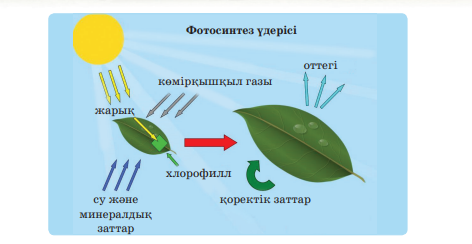 Фотосинтез үдерісі
оттегі
көмірқышқыл газы
жарық
хлорофилл
су және
минералдық
заттар
қоректік заттар